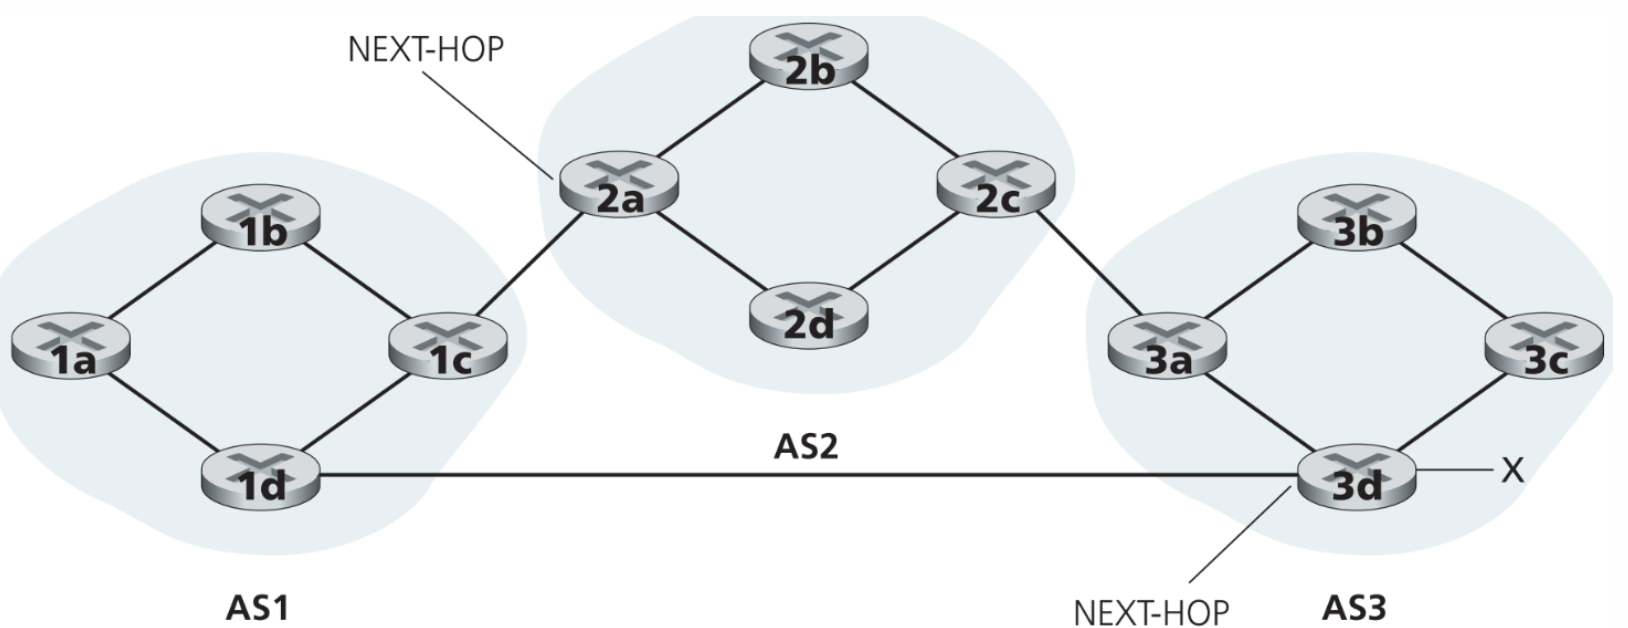 NEXT-HOP
2b
2a
2c
1b
3b
2d
1a
1c
3a
3c
AS2
1d
3d
X
AS1
NEXT-HOP
AS3